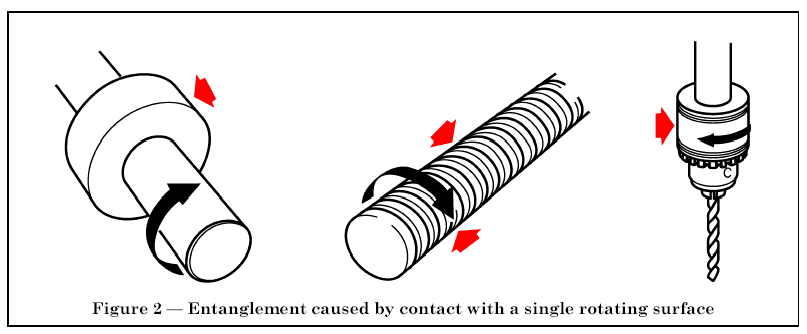 C
Figure 2 — Entanglement caused by contact with a single rotating surface